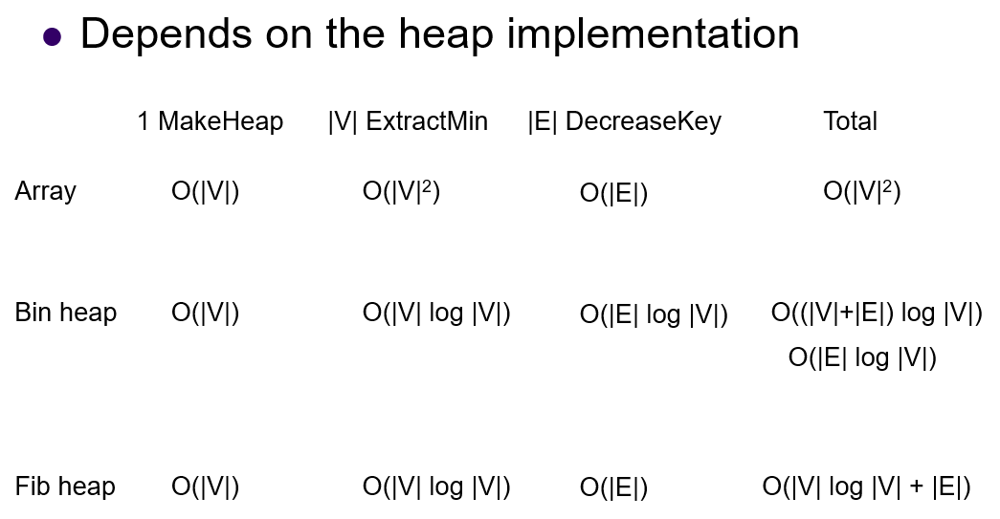 ● Depends on the heap implementation
1 MakeHeap |V| ExtractMin |E| DecreaseKey Total
Array O(|V|) O(|V|²) O(|E|) O(|V|²)
Bin heap O(|V|) O(|V| log |V|) O(|E| log |V|) O((|V|+|E|) log |V|)
O(|E| log |V|)
Fib heap O(|V|) O(|V| log |V|) O(|E|) O(|V| log |V| + |E|)